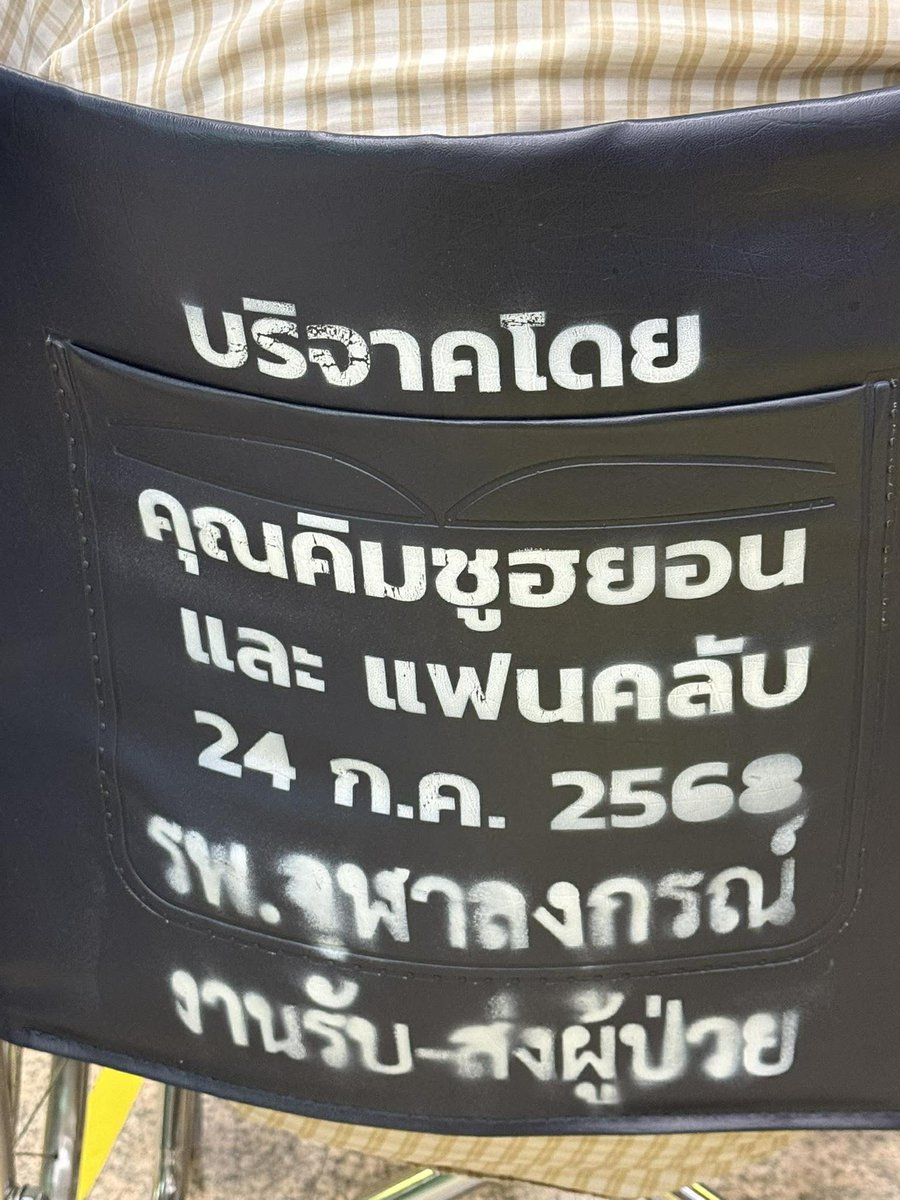 บริจาคโดย
คุณคิมซูฮยอน
และ แฟนคลับ
24 ก.ค. 2568
รพ.จุฬาลงกรณ์
งานรับ-ส่งผู้ป่วย